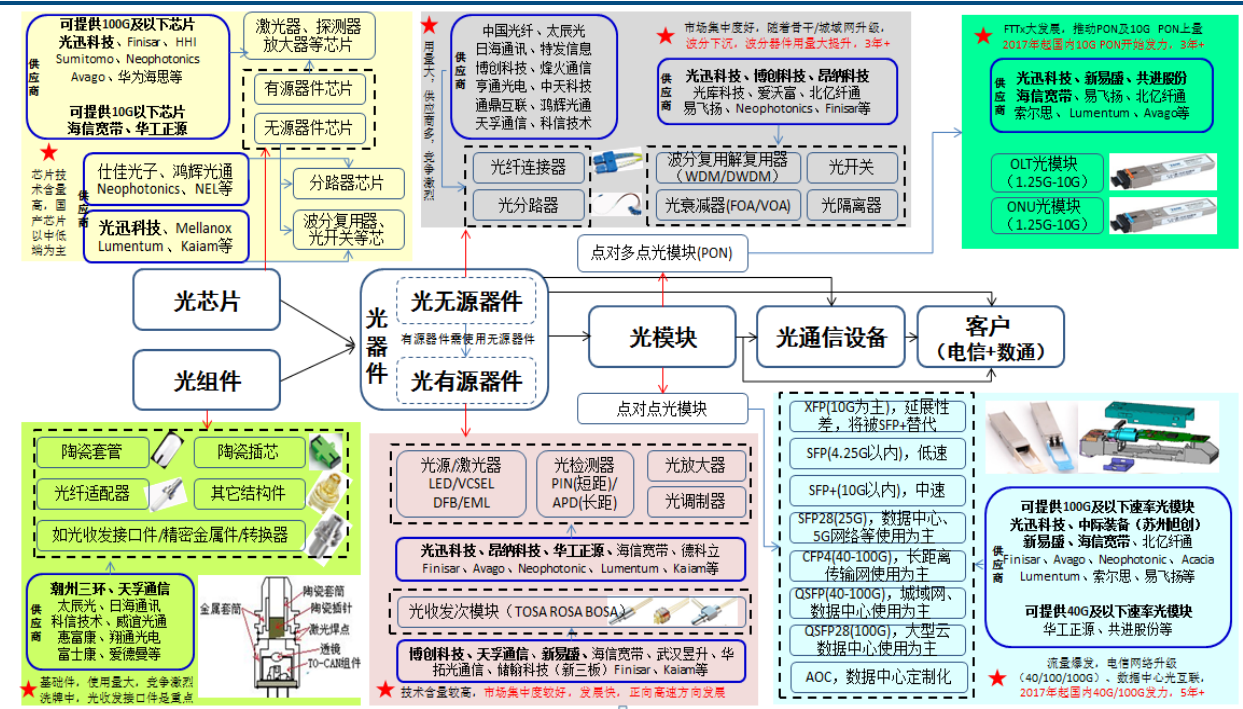 可提供100G及以下芯片
光迅科技、Finisar、HHI
Sumitomo、Neophotonics
Avago、华为海思等
可提供10G以下芯片
海信宽带、华工正源
供应商
激光器、探测器
放大器等芯片
有源器件芯片
无源器件芯片
芯片技
术含量
高，国
产芯片
以中低
端为主
供应商
仕佳光子、鸿辉光通
Neophotonics、NEL等
光迅科技、Mellanox
Lumentum 、Kaiam等
分路器芯片
波分复用器、
光开关等芯
用量大，供应商多，竞争激烈
供应商
中国光纤、太辰光
日海通讯、特发信息
博创科技、烽火通信
亨通光电、中天科技
通鼎互联、鸿辉光通
天孚通信、科信技术
市场集中度好，随着骨干/城域网升级，
波分下沉，波分器件用量大提升，3年+
供应商
光迅科技、博创科技、昂纳科技
光库科技、爱沃富、北亿纤通
易飞扬、Neophotonics、Finisar等
光纤连接器
光分路器
波分复用解复用器
（WDM/DWDM）
光开关
光衰减器(FOA/VOA)
光隔离器
FTTx大发展，推动PON及10G PON上量
2017年起国内10G PON开始发力，3年+
供应商
光迅科技、新易盛、共进股份
海信宽带、易飞扬、北亿纤通
索尔思、Lumentum、Avago等
OLT光模块
（1.25G-10G）
ONU光模块
（1.25G-10G）
点对多点光模块(PON)
光芯片
光组件
光器件
光无源器件
有源器件需使用无源器件
光有源器件
光模块
光通信设备
客户
（电信+数通）
点对点光模块
陶瓷套管
陶瓷插芯
光纤适配器
其它结构件
如光收发接口件/精密金属件/转换器
供应商
潮州三环、天孚通信
太辰光、日海通讯
科信技术、威谊光通
惠富康、翔通光电
富士康、爱德曼等
金属套筒
陶瓷套筒
陶瓷插针
激光焊点
透镜
TO-CAN组件
基础件，使用量大，竞争激烈
洗牌中，光收发接口件是重点
光源/激光器
LED/VCSEL
DFB/EML
光检测器
PIN(短距)/
APD(长距)
光放大器
光调制器
光迅科技、昂纳科技、华工正源、海信宽带、德科立
Finisar、Avago、Neophotonic、Lumentum、Kaiam等
光收发次模块（TOSA ROSA BOSA）
博创科技、天孚通信、新易盛、海信宽带、武汉昱升、华
拓光通信、储翰科技（新三板）Finisar、Kaiam等
技术含量较高，市场集中度较好，发展快，正向高速方向发展
XFP(10G为主)，延展性
差，将被SFP+替代
SFP(4.25G以内)，低速
SFP+(10G以内)，中速
SFP28(25G)，数据中心、
5G网络等使用为主
CFP4(40-100G)，长距离
传输网使用为主
QSFP(40-100G)，城域网、
数据中心使用为主
QSFP28(100G)，大型云
数据中心使用为主
AOC，数据中心定制化
供应商
可提供100G及以下速率光模块
光迅科技、中际装备（苏州旭创）
新易盛、海信宽带、北亿纤通
Finisar、Avago、Neophotonic、Acacia
Lumentum、索尔思、易飞扬等
可提供40G及以下速率光模块
华工正源、共进股份等
流量爆发，电信网络升级
（40/100/100G）、数据中心光互联，
2017年起国内40G/100G发力，5年+